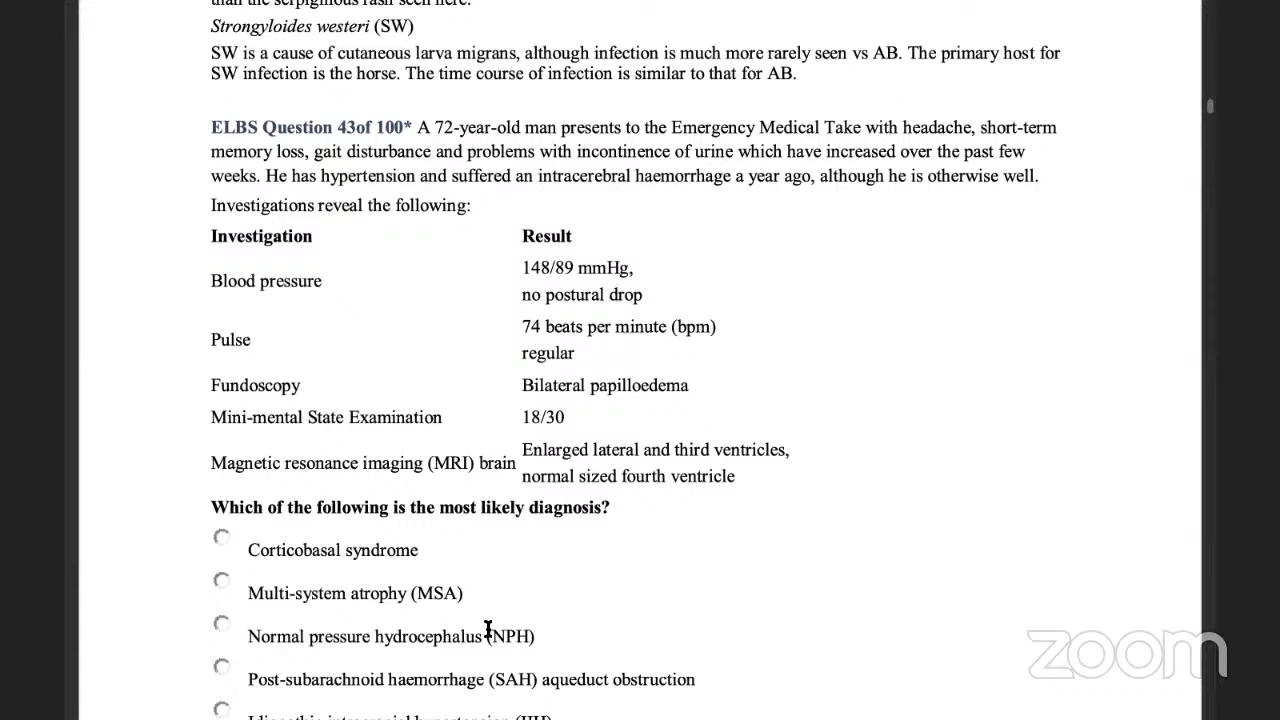 Strongyloides westeri (SW)
SW is a cause of cutaneous larva migrans, although infection is much more rarely seen vs AB. The primary host for
SW infection is the horse. The time course of infection is similar to that for AB.
ELBS Question 43of 100* A 72-year-old man presents to the Emergency Medical Take with headache, short-term
memory loss, gait disturbance and problems with incontinence of urine which have increased over the past few
weeks. He has hypertension and suffered an intracerebral haemorrhage a year ago, although he is otherwise well.
Investigations reveal the following:
Investigation Result
Blood pressure 148/89 mmHg,
no postural drop
Pulse 74 beats per minute (bpm)
regular
Fundoscopy Bilateral papilloedema
Mini-mental State Examination 18/30
Magnetic resonance imaging (MRI) brain Enlarged lateral and third ventricles,
normal sized fourth ventricle
Which of the following is the most likely diagnosis?
Corticobasal syndrome
Multi-system atrophy (MSA)
Normal pressure hydrocephalus (NPH)
Post-subarachnoid haemorrhage (SAH) aqueduct obstruction
zoom